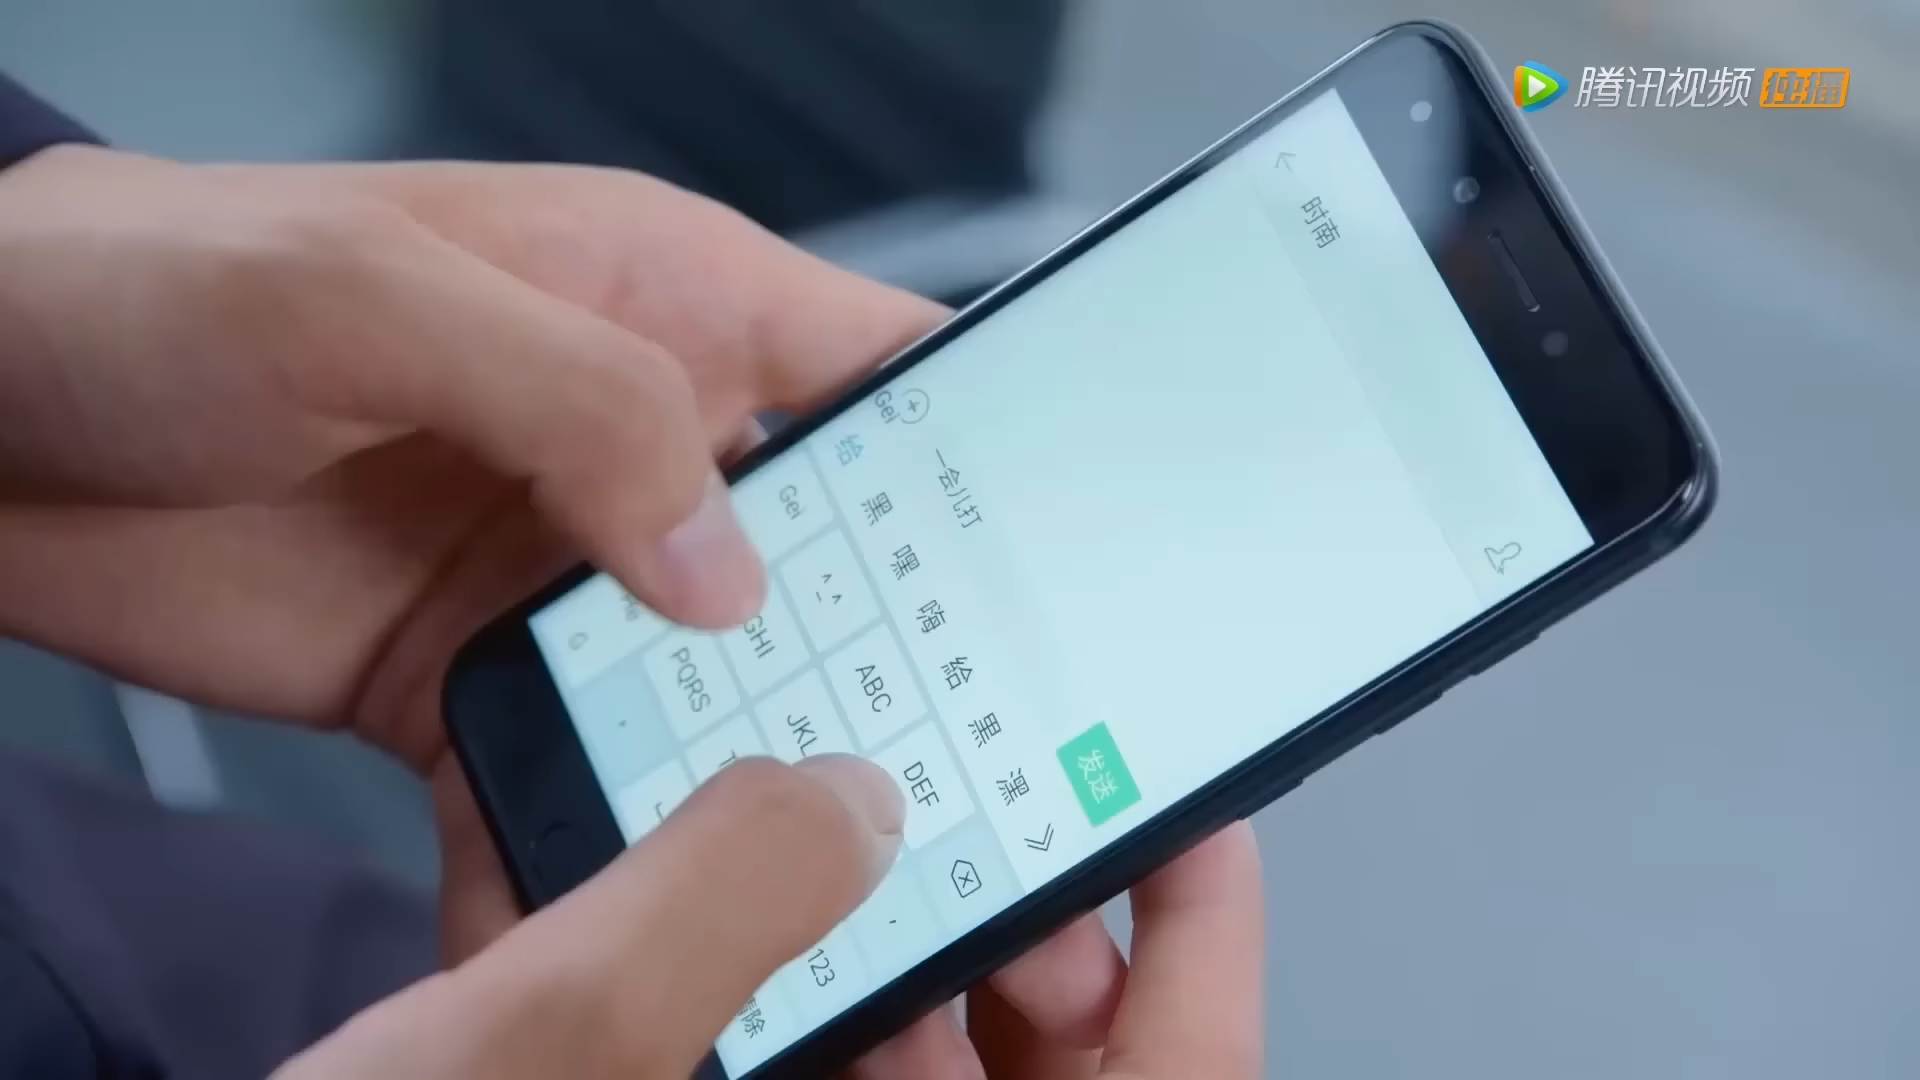 腾讯视频 独播
时南
一会儿打
发送
Gei
给 黑 嘿 嗨 給 黒 潶
Gei
^_^
ABC
DEF
GHI
JKL
PQRS
123